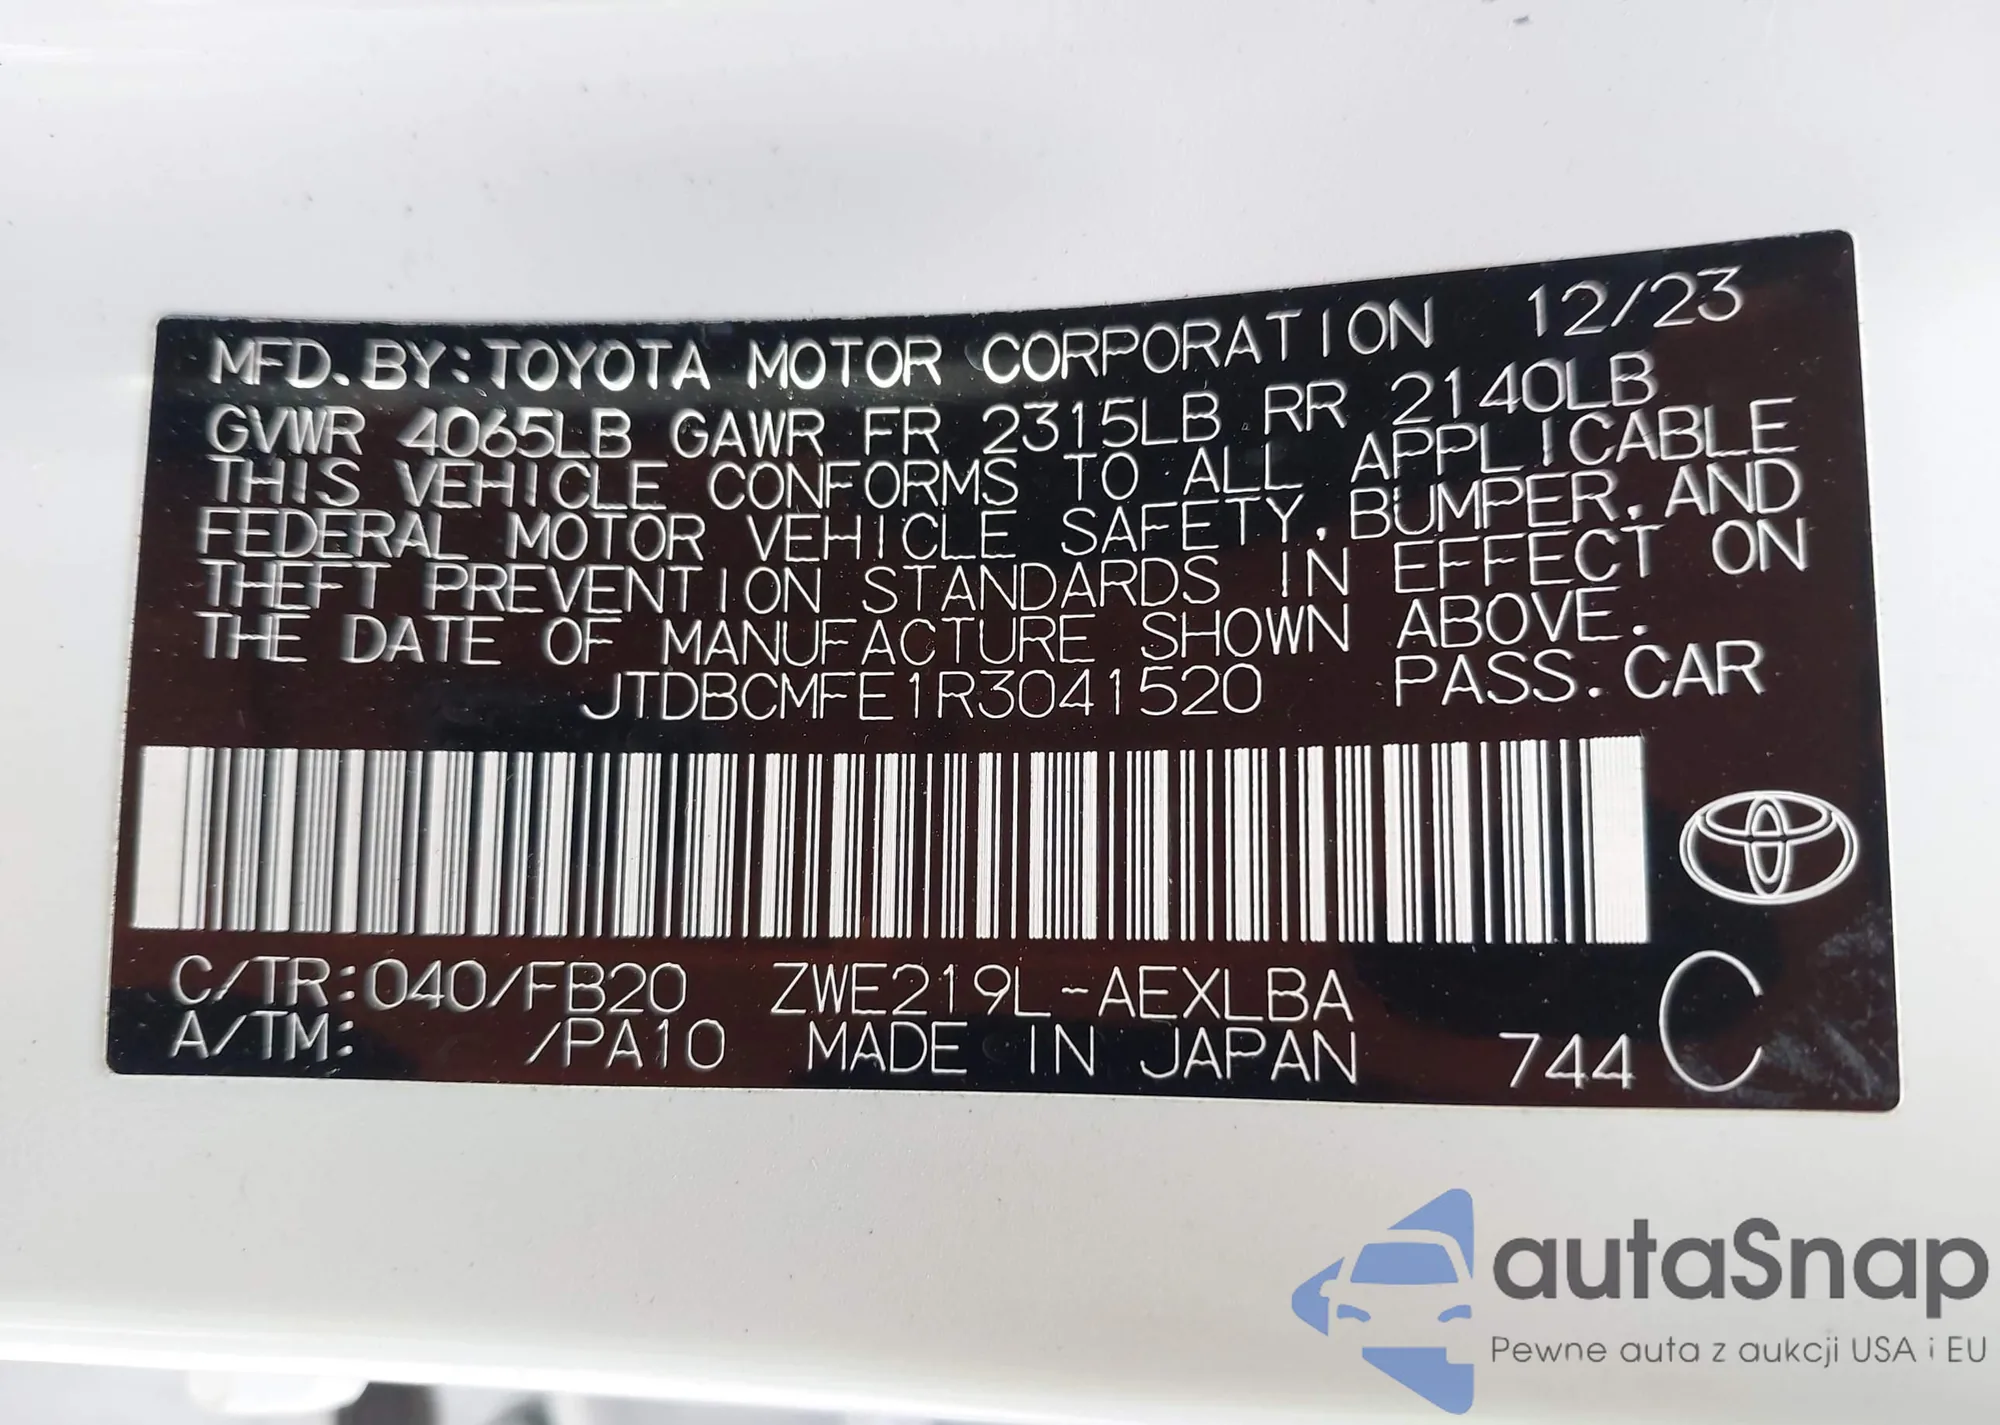 MFD. BY: TOYOTA MOTOR CORPORATION 12/23
GVWR 4065LB GAWR FR 2315LB RR 2140LB
THIS VEHICLE CONFORMS TO ALL APPLICABLE
FEDERAL MOTOR VEHICLE SAFETY, BUMPER, AND
THEFT PREVENTION STANDARDS IN EFFECT ON
THE DATE OF MANUFACTURE SHOWN ABOVE.
JTDBCMFE1R3041520 PASS. CAR
C/TR: 040/FB20 ZWE219L-AEXLBA
A/TM: /PA10 MADE IN JAPAN 744 C
autaSnap
Pewne auta z aukcji USA i EU